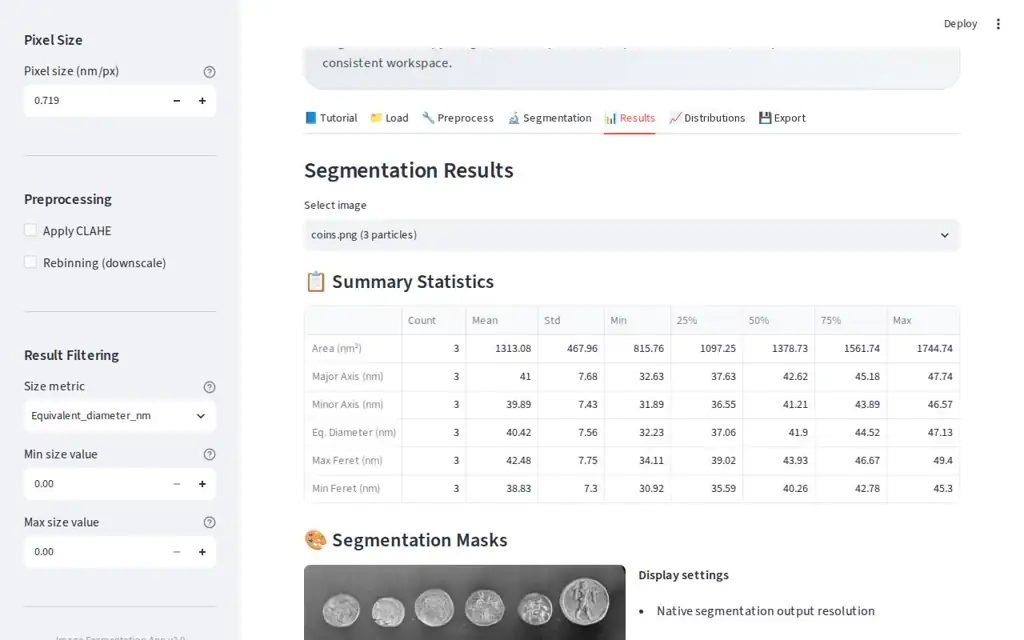 Deploy
Pixel Size
Pixel size (nm/px)
0.719
Preprocessing
Apply CLAHE
Rebinning (downscale)
Result Filtering
Size metric
Equivalent_diameter_nm
Min size value
0.00
Max size value
0.00
consistent workspace.
Tutorial Load Preprocess Segmentation Results Distributions Export
Segmentation Results
Select image
coins.png (3 particles)
Summary Statistics
Count Mean Std Min 25% 50% 75% Max
Area (nm²) 3 1313.08 467.96 815.76 1097.25 1378.73 1561.74 1744.74
Major Axis (nm) 3 41 7.68 32.63 37.63 42.62 45.18 47.74
Minor Axis (nm) 3 39.89 7.43 31.89 36.55 41.21 43.89 46.57
Eq. Diameter (nm) 3 40.42 7.56 32.23 37.06 41.9 44.52 47.13
Max Feret (nm) 3 42.48 7.75 34.11 39.02 43.93 46.67 49.4
Min Feret (nm) 3 38.83 7.3 30.92 35.59 40.26 42.78 45.3
Segmentation Masks
Display settings
• Native segmentation output resolution